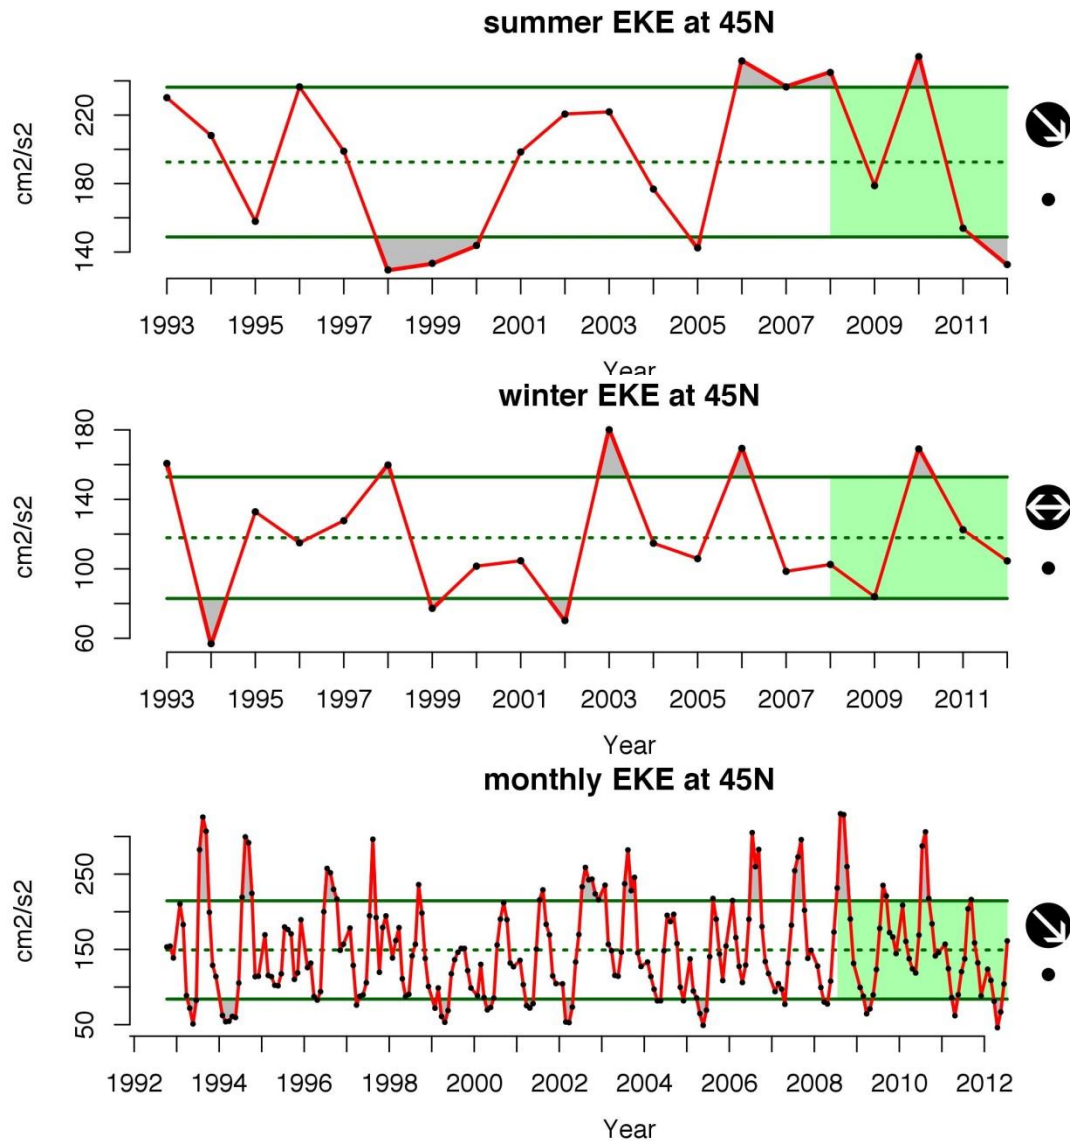 summer EKE at 45N
cm2/s2
220
180
140
1993 1995 1997 1999 2001 2003 2005 2007 2009 2011
Year
winter EKE at 45N
cm2/s2
180
140
100
60
1993 1995 1997 1999 2001 2003 2005 2007 2009 2011
Year
monthly EKE at 45N
cm2/s2
250
150
50
1992 1994 1996 1998 2000 2002 2004 2006 2008 2010 2012
Year